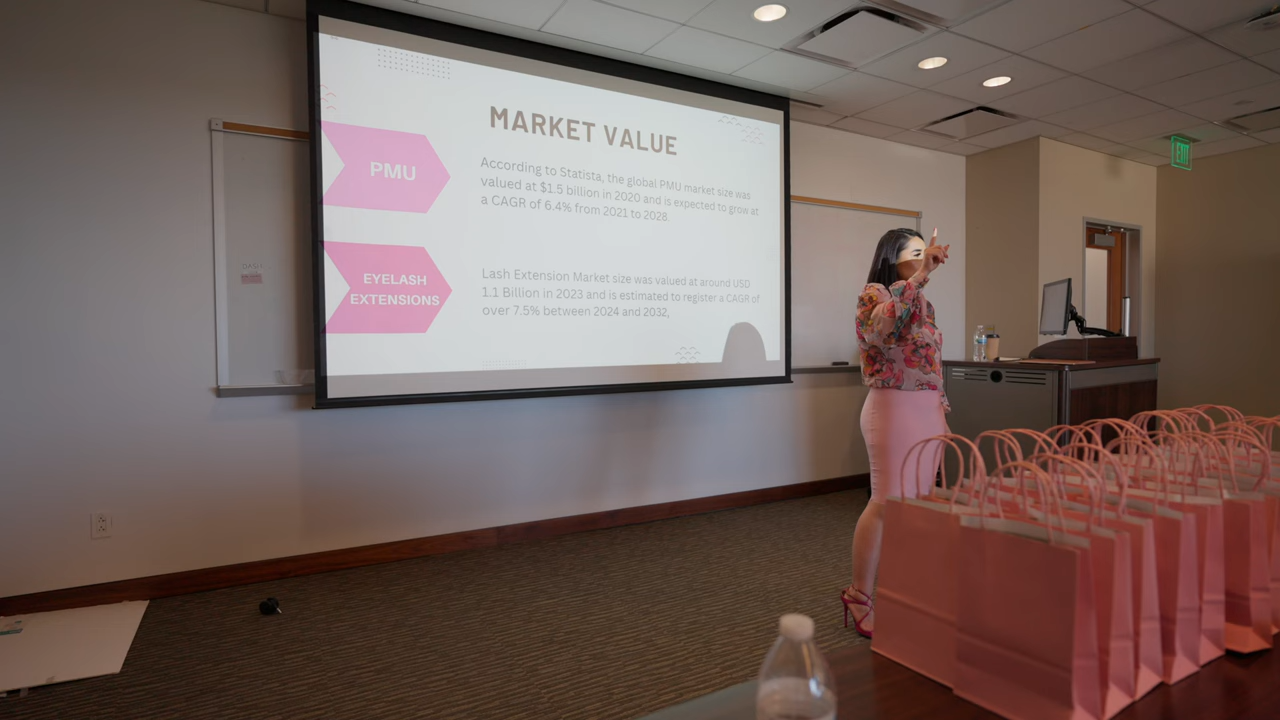 MARKET VALUE
PMU
According to Statista, the global PMU market size was
valued at $1.5 billion in 2020 and is expected to grow at
a CAGR of 6.4% from 2021 to 2028.
EYELASH
EXTENSIONS
Lash Extension Market size was valued at around USD
1.1 Billion in 2023 and is estimated to register a CAGR of
over 7.5% between 2024 and 2032,
EXIT